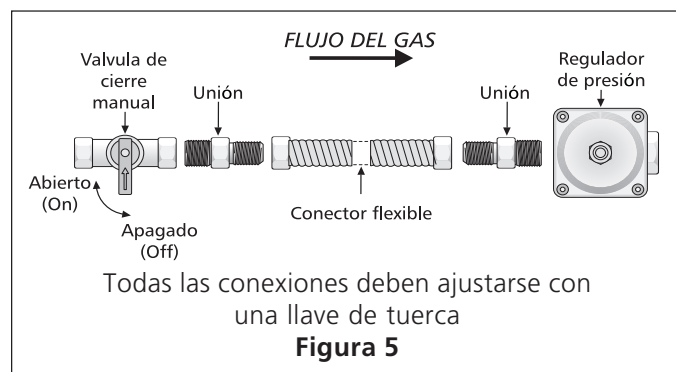 FLUJO DEL GAS
Valvula de
cierre
manual
Unión
Unión
Regulador
de presión
Abierto
(On)
Apagado
(Off)
Conector flexible
Todas las conexiones deben ajustarse con
una llave de tuerca
Figura 5